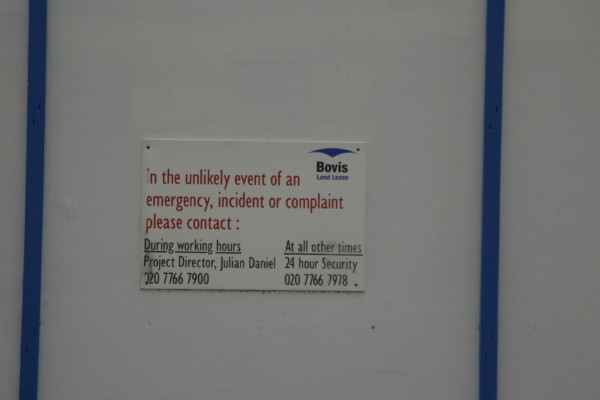 Bovis
Lend Lease
In the unlikely event of an
emergency, incident or complaint
please contact :
During working hours At all other times
Project Director, Julian Daniel 24 hour Security
020 7766 7900 020 7766 7978